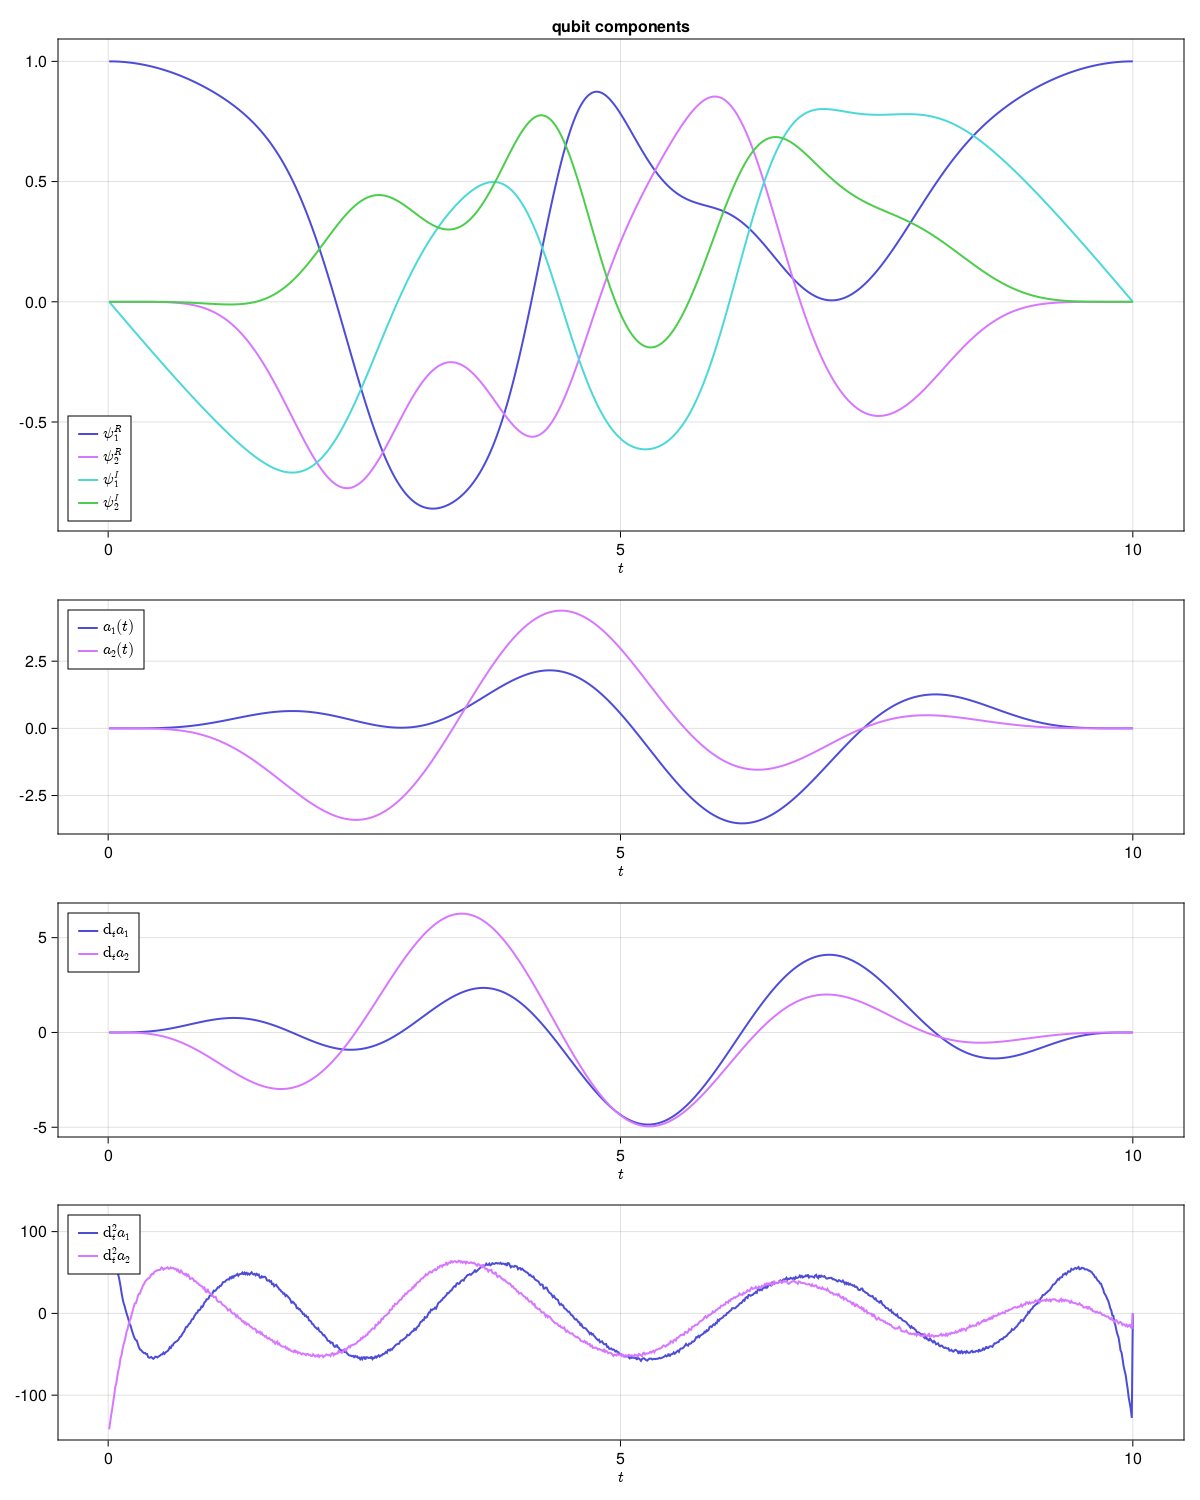 qubit components
1.0
0.5
0.0
-0.5
ψ₁ᴿ
ψ₂ᴿ
ψ₁ᴵ
ψ₂ᴵ
0 5 10
t
a₁(t)
a₂(t)
2.5
0.0
-2.5
0 5 10
t
dₜa₁
dₜa₂
5
0
-5
0 5 10
t
dₜ²a₁
dₜ²a₂
100
0
-100
0 5 10
t